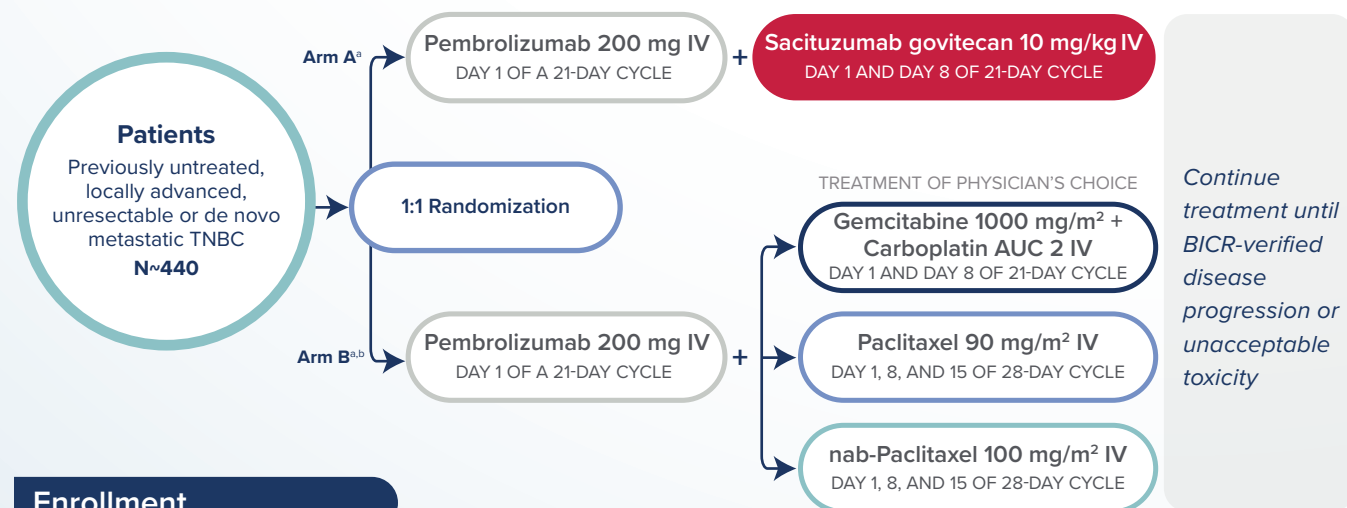 Patients
Previously untreated,
locally advanced,
unresectable or de novo
metastatic TNBC
N~440
1:1 Randomization
Arm Aᵃ
Pembrolizumab 200 mg IV
DAY 1 OF A 21-DAY CYCLE
+
Sacituzumab govitecan 10 mg/kg IV
DAY 1 AND DAY 8 OF 21-DAY CYCLE
Arm Bᵃ,ᵇ
Pembrolizumab 200 mg IV
DAY 1 OF A 21-DAY CYCLE
+
TREATMENT OF PHYSICIAN'S CHOICE
Gemcitabine 1000 mg/m² +
Carboplatin AUC 2 IV
DAY 1 AND DAY 8 OF 21-DAY CYCLE
Paclitaxel 90 mg/m² IV
DAY 1, 8, AND 15 OF 28-DAY CYCLE
nab-Paclitaxel 100 mg/m² IV
DAY 1, 8, AND 15 OF 28-DAY CYCLE
Continue
treatment until
BICR-verified
disease
progression or
unacceptable
toxicity
Enrollment